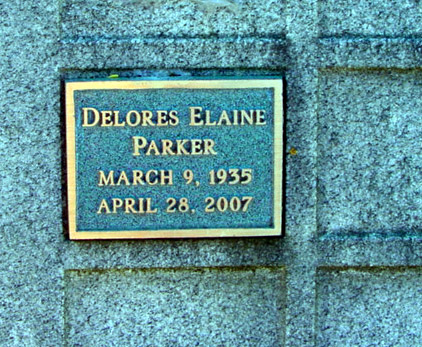 DELORES ELAINE
PARKER
MARCH 9, 1935
APRIL 28, 2007